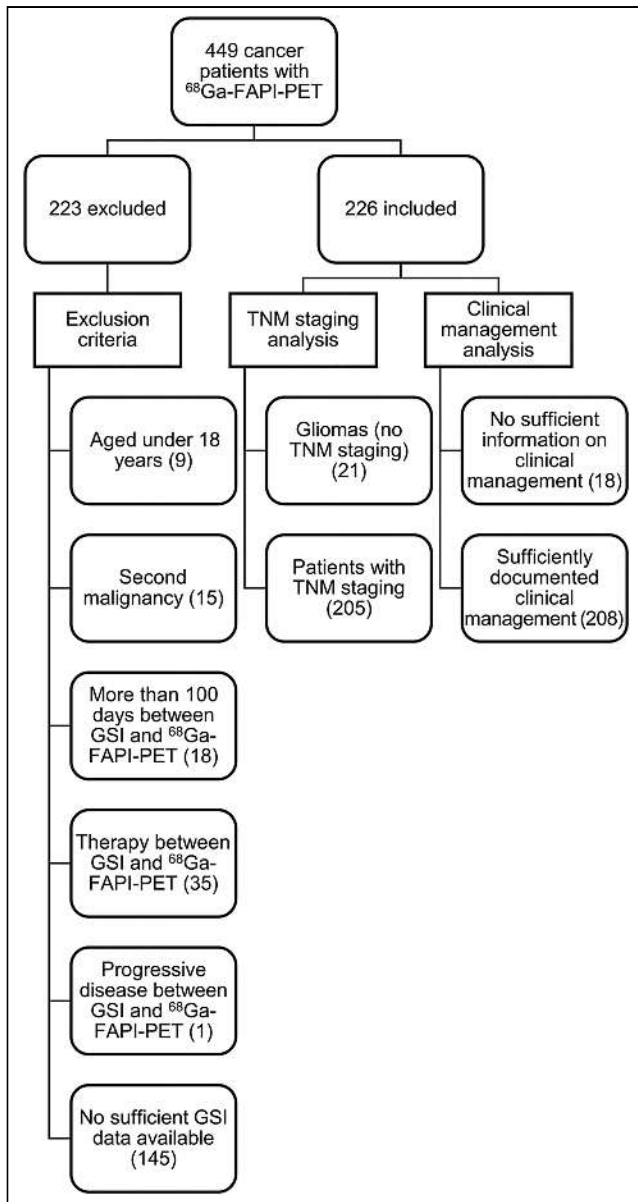 449 cancer
patients with
⁶⁸Ga-FAPI-PET
223 excluded
226 included
Exclusion
criteria
TNM staging
analysis
Clinical
management
analysis
Aged under 18
years (9)
Gliomas (no
TNM staging)
(21)
No sufficient
information on
clinical
management (18)
Second
malignancy (15)
Patients with
TNM staging
(205)
Sufficiently
documented
clinical
management (208)
More than 100
days between
GSI and ⁶⁸Ga-
FAPI-PET (18)
Therapy between
GSI and ⁶⁸Ga-
FAPI-PET (35)
Progressive
disease between
GSI and ⁶⁸Ga-
FAPI-PET (1)
No sufficient GSI
data available
(145)